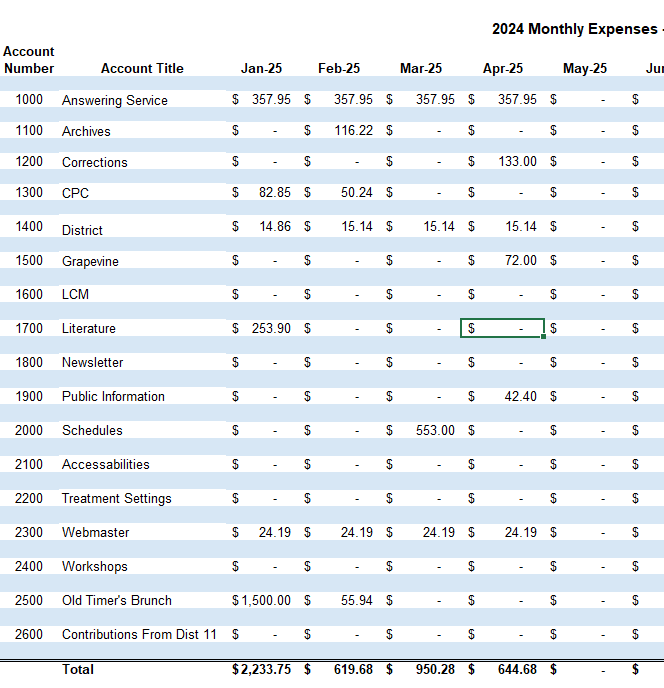 2024 Monthly Expenses -
Account
Number Account Title Jan-25 Feb-25 Mar-25 Apr-25 May-25 Jun
1000 Answering Service $ 357.95 $ 357.95 $ 357.95 $ 357.95 $ - $
1100 Archives $ - $ 116.22 $ - $ - $ - $
1200 Corrections $ - $ - $ - $ 133.00 $ - $
1300 CPC $ 82.85 $ 50.24 $ - $ - $ - $
1400 District $ 14.86 $ 15.14 $ 15.14 $ 15.14 $ - $
1500 Grapevine $ - $ - $ - $ 72.00 $ - $
1600 LCM $ - $ - $ - $ - $ - $
1700 Literature $ 253.90 $ - $ - $ - $ - $
1800 Newsletter $ - $ - $ - $ - $ - $
1900 Public Information $ - $ - $ - $ 42.40 $ - $
2000 Schedules $ - $ - $ 553.00 $ - $ - $
2100 Accessabilities $ - $ - $ - $ - $ - $
2200 Treatment Settings $ - $ - $ - $ - $ - $
2300 Webmaster $ 24.19 $ 24.19 $ 24.19 $ 24.19 $ - $
2400 Workshops $ - $ - $ - $ - $ - $
2500 Old Timer's Brunch $1,500.00 $ 55.94 $ - $ - $ - $
2600 Contributions From Dist 11 $ - $ - $ - $ - $ - $
Total $2,233.75 $ 619.68 $ 950.28 $ 644.68 $ - $